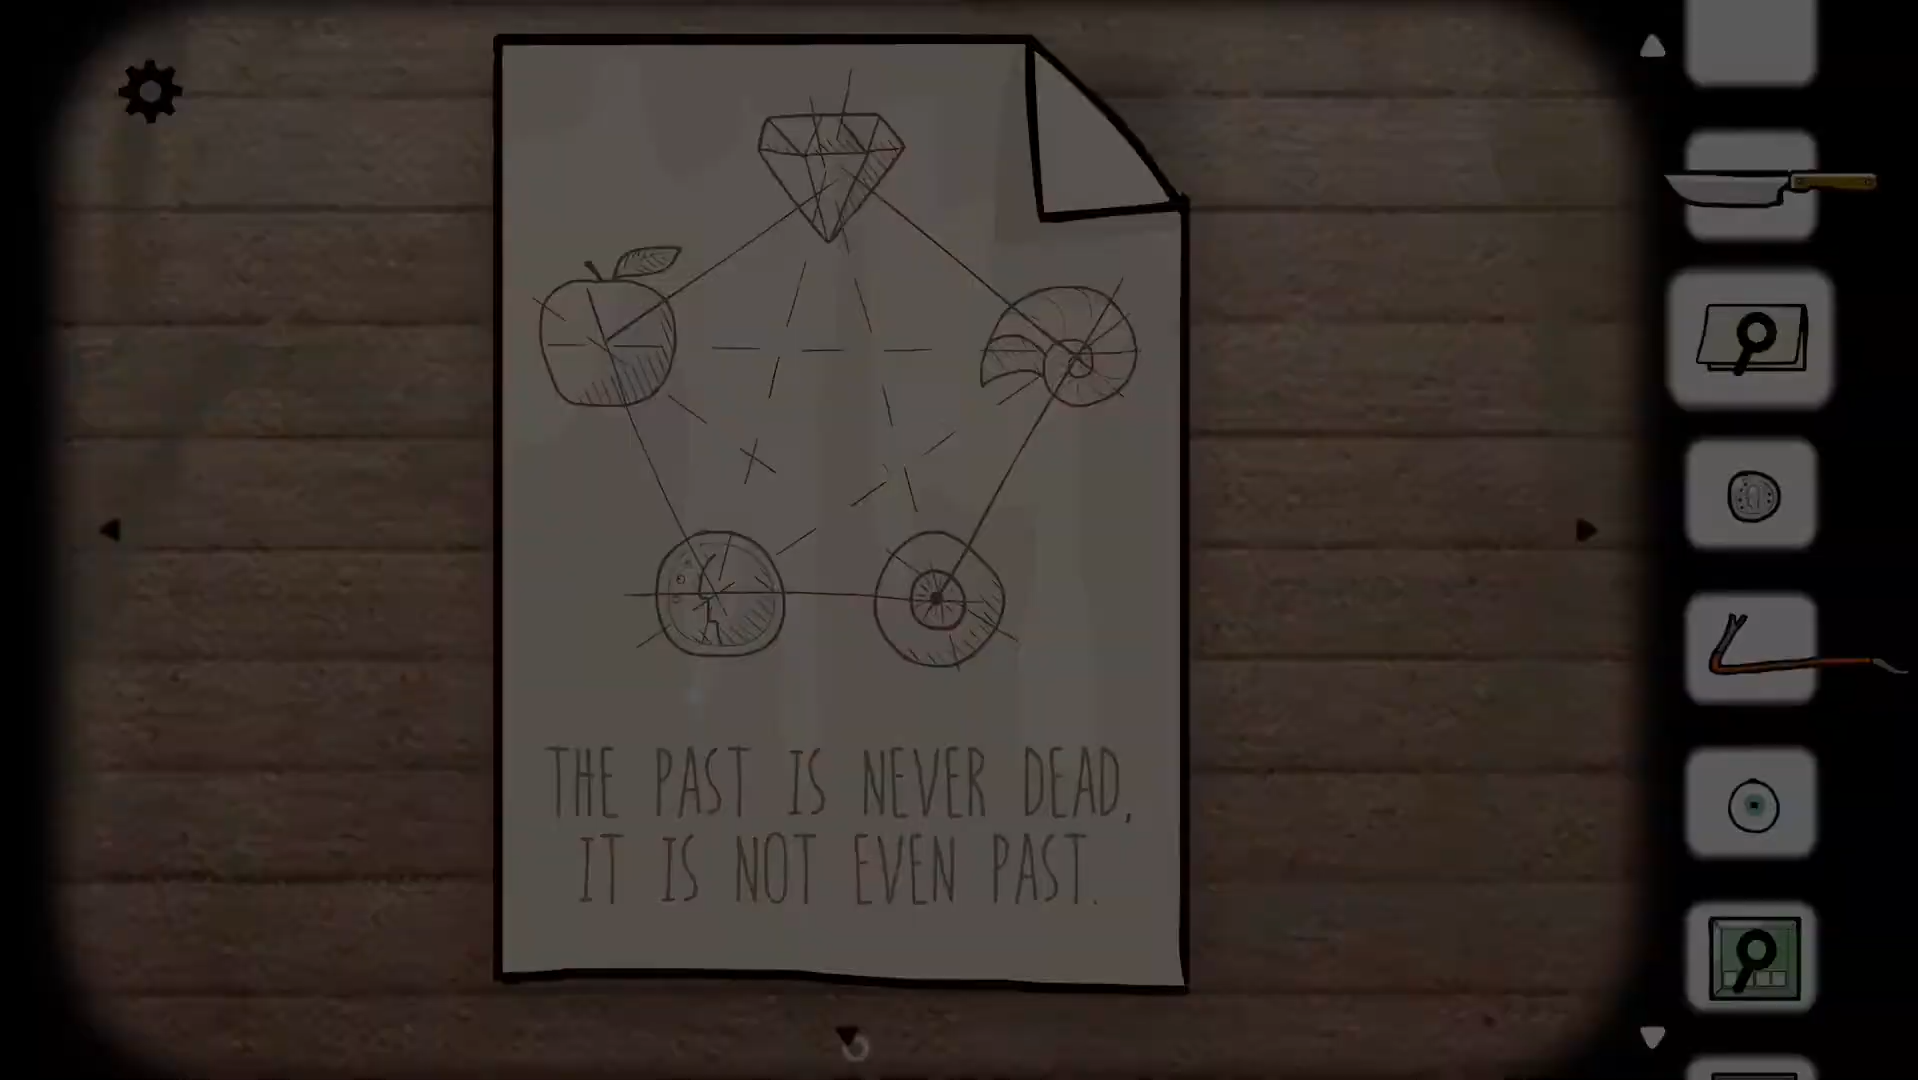 THE PAST IS NEVER DEAD,
IT IS NOT EVEN PAST.